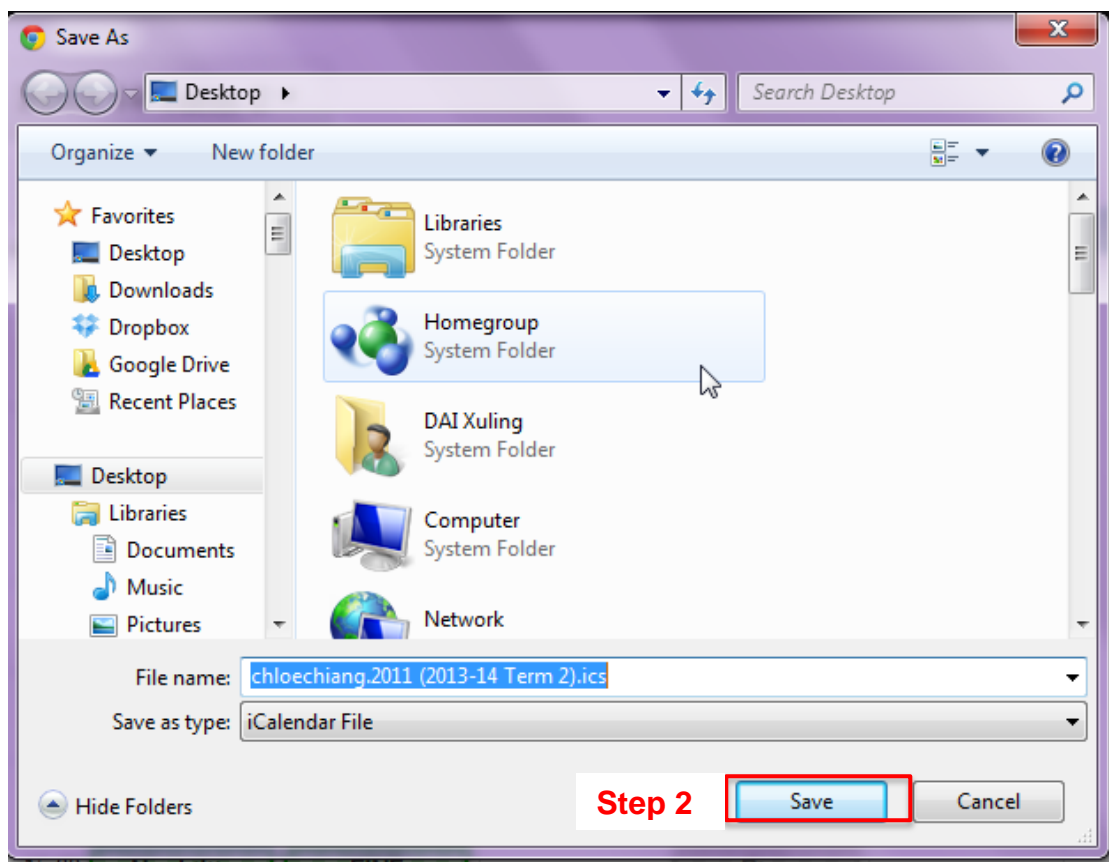 Save As
Desktop
Search Desktop
Organize
New folder
Favorites
Desktop
Downloads
Dropbox
Google Drive
Recent Places
Desktop
Libraries
Documents
Music
Pictures
Libraries
System Folder
Homegroup
System Folder
DAI Xuling
System Folder
Computer
System Folder
Network
File name: chloechiang.2011 (2013-14 Term 2).ics
Save as type: iCalendar File
Hide Folders
Step 2
Save
Cancel